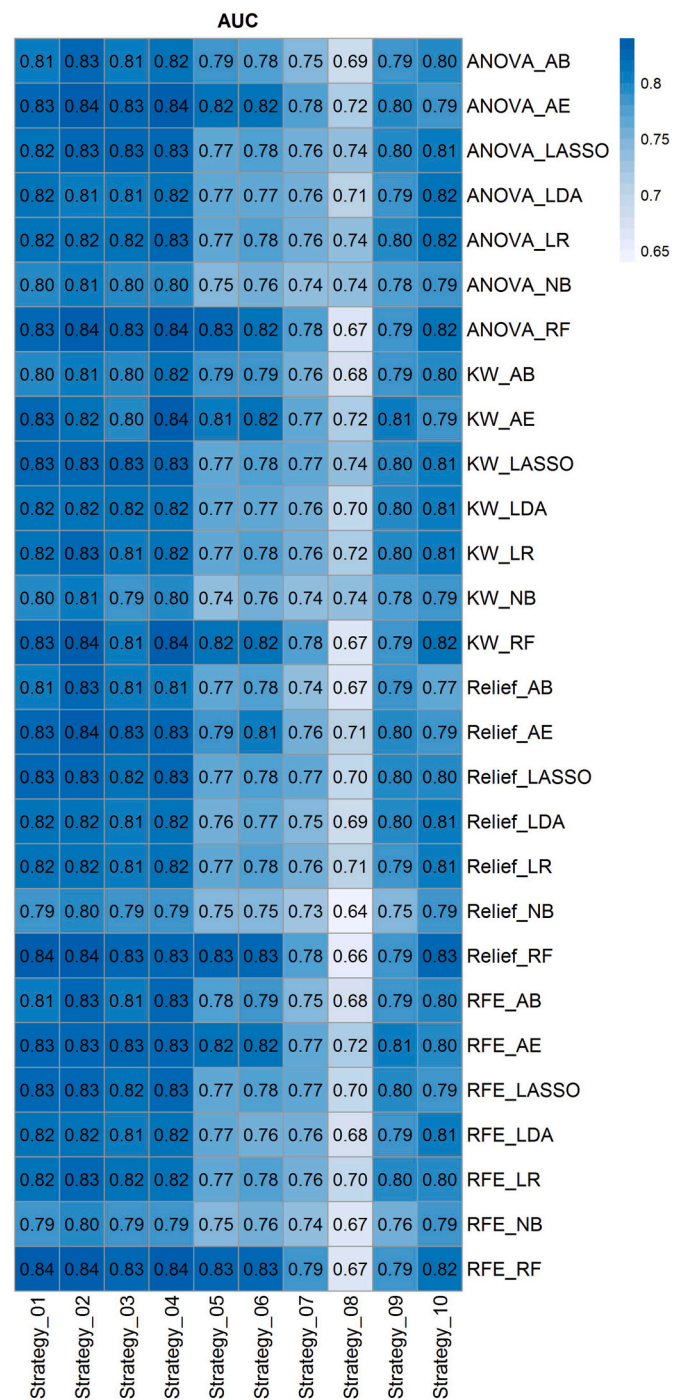 AUC
0.81 0.83 0.81 0.82 0.79 0.78 0.75 0.69 0.79 0.80 ANOVA_AB
0.83 0.84 0.83 0.84 0.82 0.82 0.78 0.72 0.80 0.79 ANOVA_AE
0.82 0.83 0.83 0.83 0.77 0.78 0.76 0.74 0.80 0.81 ANOVA_LASSO
0.82 0.81 0.81 0.82 0.77 0.77 0.76 0.71 0.79 0.82 ANOVA_LDA
0.82 0.82 0.82 0.83 0.77 0.78 0.76 0.74 0.80 0.82 ANOVA_LR
0.80 0.81 0.80 0.80 0.75 0.76 0.74 0.74 0.78 0.79 ANOVA_NB
0.83 0.84 0.83 0.84 0.83 0.82 0.78 0.67 0.79 0.82 ANOVA_RF
0.80 0.81 0.80 0.82 0.79 0.79 0.76 0.68 0.79 0.80 KW_AB
0.83 0.82 0.80 0.84 0.81 0.82 0.77 0.72 0.81 0.79 KW_AE
0.83 0.83 0.83 0.83 0.77 0.78 0.77 0.74 0.80 0.81 KW_LASSO
0.82 0.82 0.82 0.82 0.77 0.77 0.76 0.70 0.80 0.81 KW_LDA
0.82 0.83 0.81 0.82 0.77 0.78 0.76 0.72 0.80 0.81 KW_LR
0.80 0.81 0.79 0.80 0.74 0.76 0.74 0.74 0.78 0.79 KW_NB
0.83 0.84 0.81 0.84 0.82 0.82 0.78 0.67 0.79 0.82 KW_RF
0.81 0.83 0.81 0.81 0.77 0.78 0.74 0.67 0.79 0.77 Relief_AB
0.83 0.84 0.83 0.83 0.79 0.81 0.76 0.71 0.80 0.79 Relief_AE
0.83 0.83 0.82 0.83 0.77 0.78 0.77 0.70 0.80 0.80 Relief_LASSO
0.82 0.82 0.81 0.82 0.76 0.77 0.75 0.69 0.80 0.81 Relief_LDA
0.82 0.82 0.81 0.82 0.77 0.78 0.76 0.71 0.79 0.81 Relief_LR
0.79 0.80 0.79 0.79 0.75 0.75 0.73 0.64 0.75 0.79 Relief_NB
0.84 0.84 0.83 0.83 0.83 0.83 0.78 0.66 0.79 0.83 Relief_RF
0.81 0.83 0.81 0.83 0.78 0.79 0.75 0.68 0.79 0.80 RFE_AB
0.83 0.83 0.83 0.83 0.82 0.82 0.77 0.72 0.81 0.80 RFE_AE
0.83 0.83 0.82 0.83 0.77 0.78 0.77 0.70 0.80 0.79 RFE_LASSO
0.82 0.82 0.81 0.82 0.77 0.76 0.76 0.68 0.79 0.81 RFE_LDA
0.82 0.83 0.82 0.82 0.77 0.78 0.76 0.70 0.80 0.80 RFE_LR
0.79 0.80 0.79 0.79 0.75 0.76 0.74 0.67 0.76 0.79 RFE_NB
0.84 0.84 0.83 0.84 0.83 0.83 0.79 0.67 0.79 0.82 RFE_RF
Strategy_01
Strategy_02
Strategy_03
Strategy_04
Strategy_05
Strategy_06
Strategy_07
Strategy_08
Strategy_09
Strategy_10
0.8
0.75
0.7
0.65